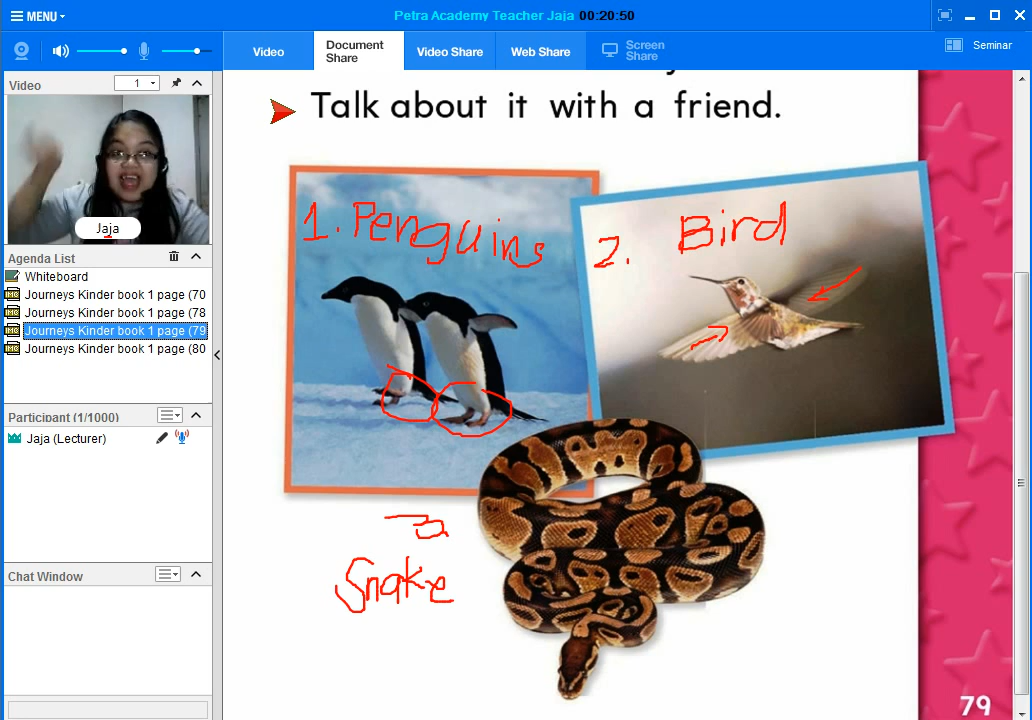 MENU
Petra Academy Teacher Jaja 00:20:50
Video
Document Share
Video Share
Web Share
Screen Share
Seminar
Video
1
Jaja
Agenda List
Whiteboard
Journeys Kinder book 1 page (70
Journeys Kinder book 1 page (78
Journeys Kinder book 1 page (79
Journeys Kinder book 1 page (80
Participant (1/1000)
Jaja (Lecturer)
Chat Window
Talk about it with a friend.
1. Penguins
2. Bird
Snake
79